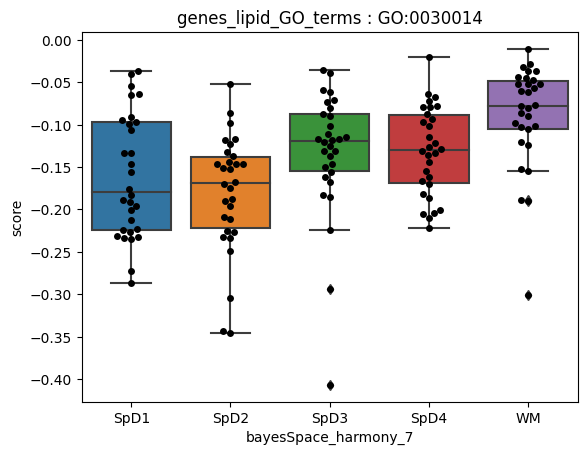 genes_lipid_GO_terms : GO:0030014
0.00
−0.05
−0.10
−0.15
−0.20
−0.25
−0.30
−0.35
−0.40
score
SpD1 SpD2 SpD3 SpD4 WM
bayesSpace_harmony_7